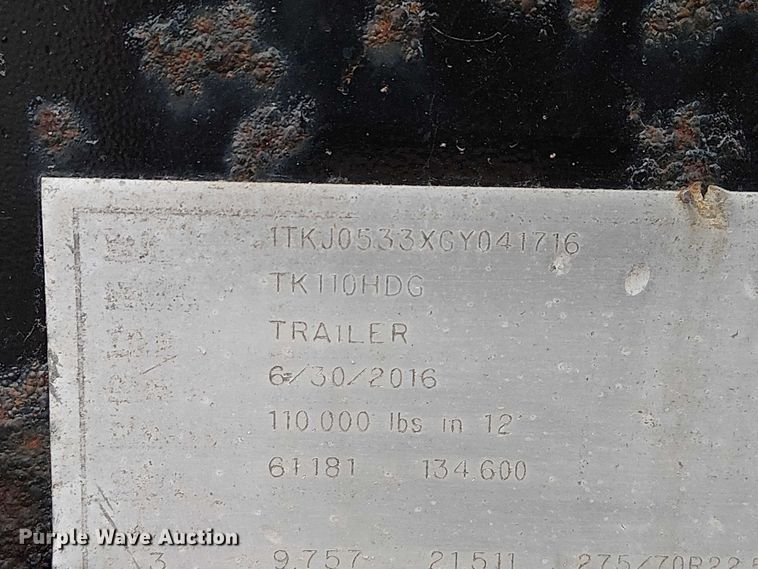 1TKJ0533XGY041716
TK110HDG
TRAILER
6/30/2016
110.000 lbs in 12'
61.181 134.600
3 9.757 21.511 275/70R22.5
Purple Wave Auction